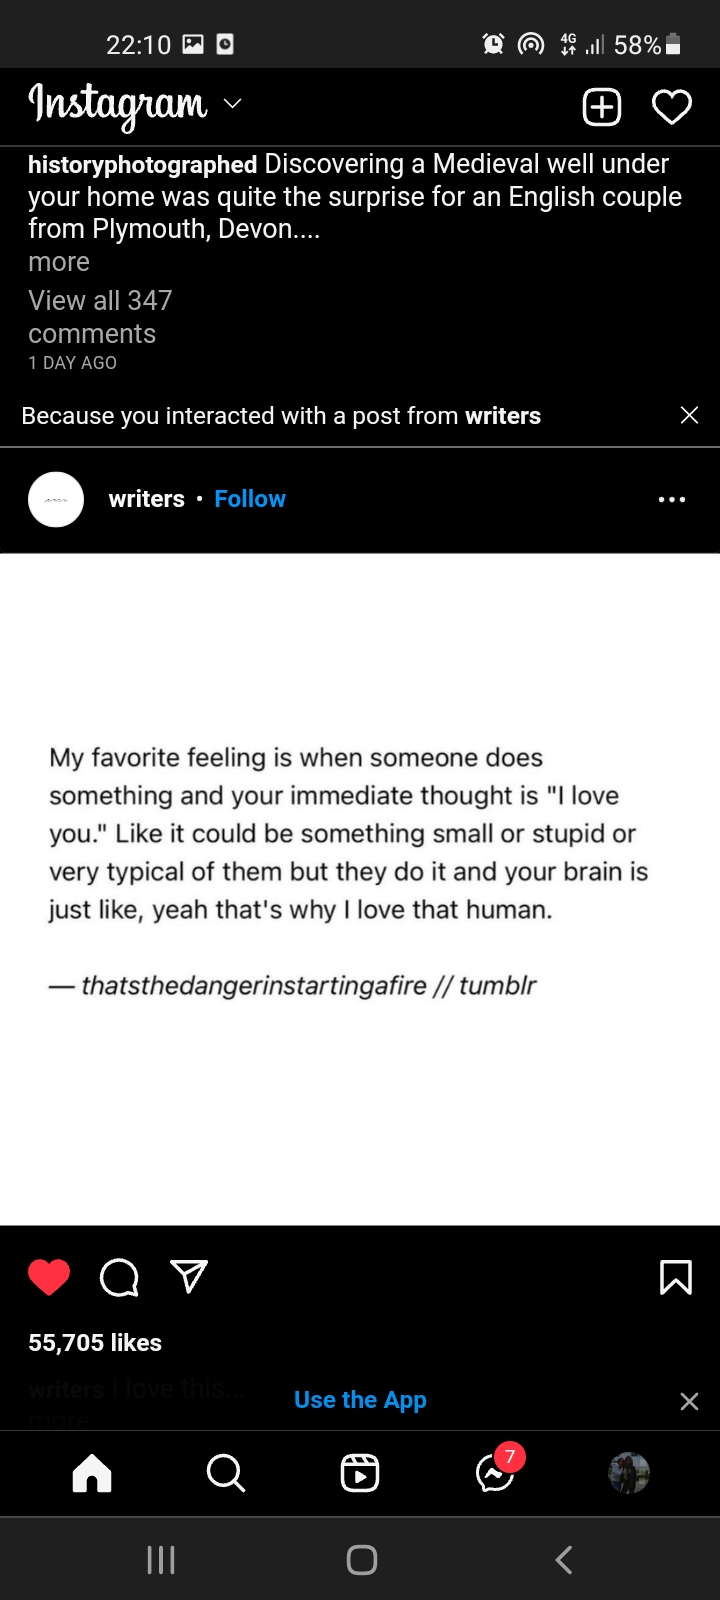 22:10
4G 58%
Instagram
historyphotographed Discovering a Medieval well under
your home was quite the surprise for an English couple
from Plymouth, Devon....
more
View all 347
comments
1 DAY AGO
Because you interacted with a post from writers
writers • Follow
My favorite feeling is when someone does
something and your immediate thought is "I love
you." Like it could be something small or stupid or
very typical of them but they do it and your brain is
just like, yeah that's why I love that human.
— thatsthedangerinstartingafire // tumblr
55,705 likes
writers I love this...
more
Use the App
7